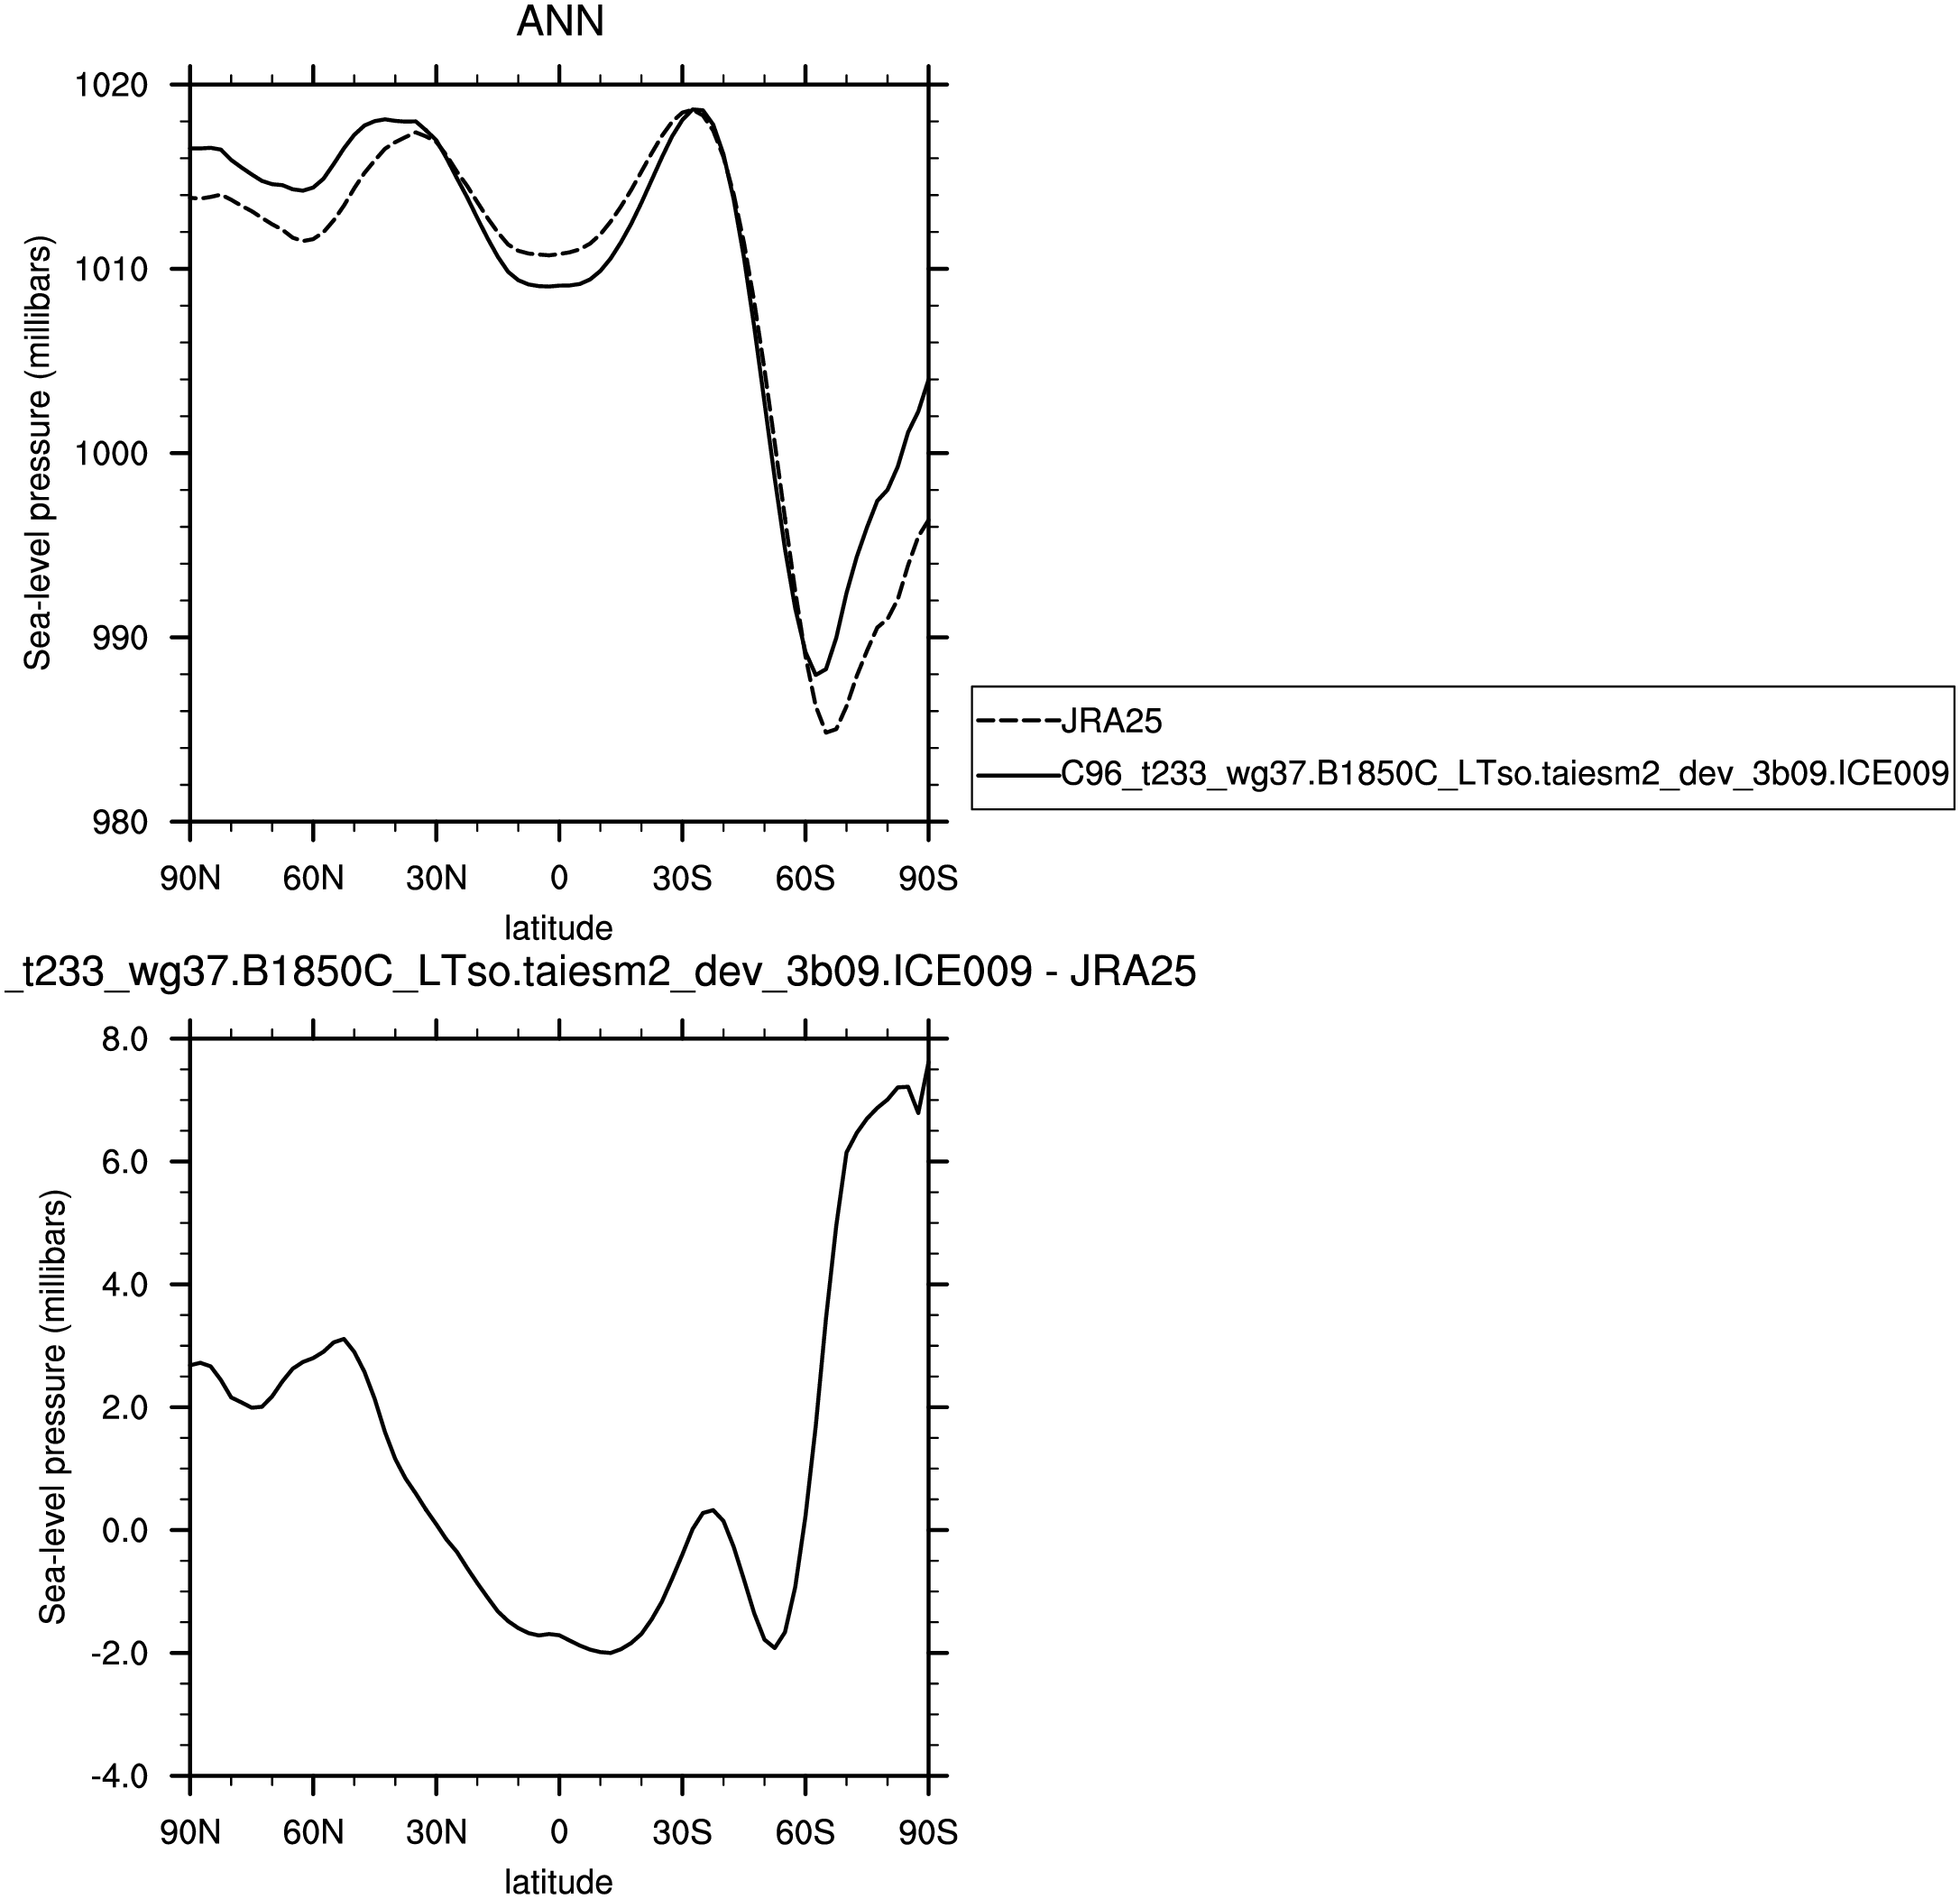 ANN
1020
1010
1000
990
980
Sea-level pressure (millibars)
90N 60N 30N 0 30S 60S 90S
latitude
JRA25
C96_t233_wg37.B1850C_LTso.taiesm2_dev_3b09.ICE009
_t233_wg37.B1850C_LTso.taiesm2_dev_3b09.ICE009 - JRA25
8.0
6.0
4.0
2.0
0.0
-2.0
-4.0
Sea-level pressure (millibars)
90N 60N 30N 0 30S 60S 90S
latitude